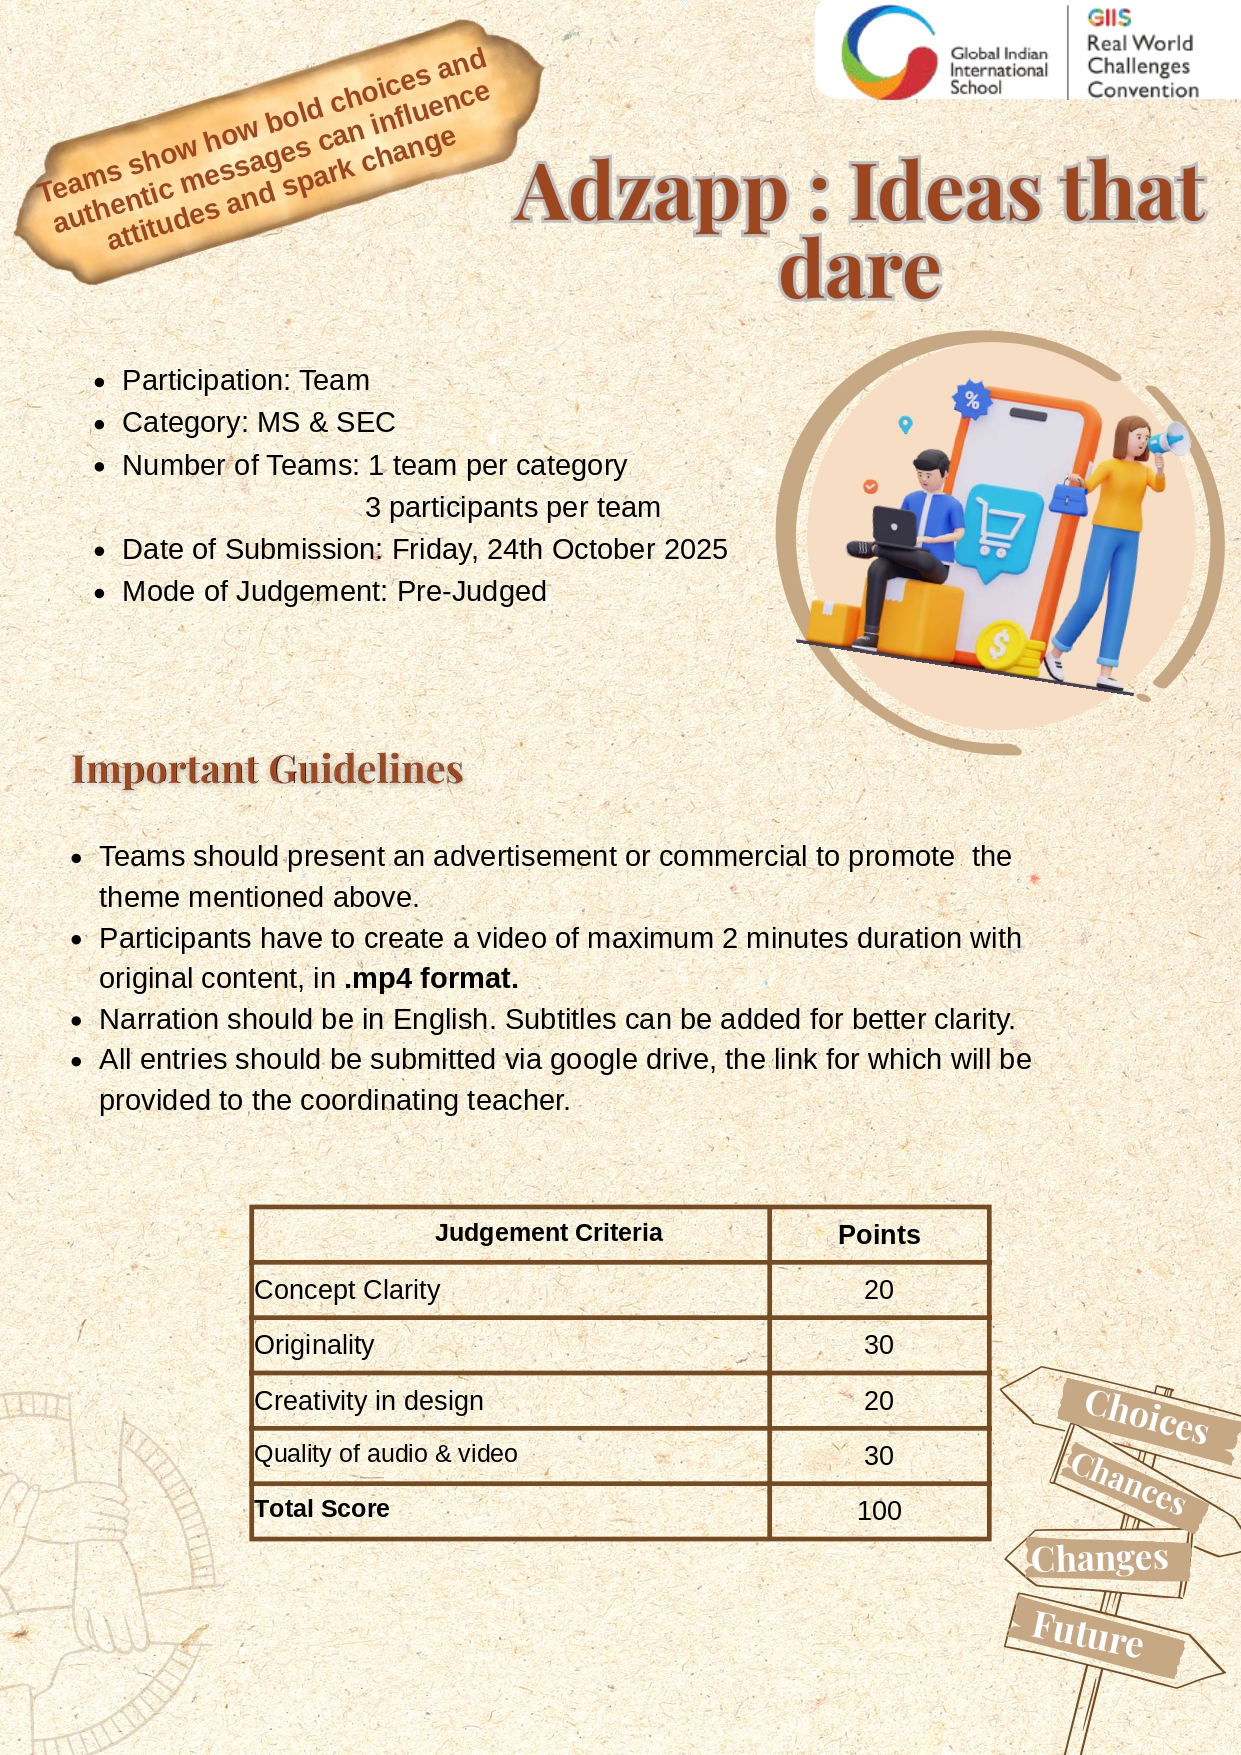 Global Indian
International
School
GIIS
Real World
Challenges
Convention
Teams show how bold choices and
authentic messages can influence
attitudes and spark change
Adzapp : Ideas that
dare
• Participation: Team
• Category: MS & SEC
• Number of Teams: 1 team per category
3 participants per team
• Date of Submission: Friday, 24th October 2025
• Mode of Judgement: Pre-Judged
%
$
Important Guidelines
• Teams should present an advertisement or commercial to promote  the
theme mentioned above.
• Participants have to create a video of maximum 2 minutes duration with
original content, in .mp4 format.
• Narration should be in English. Subtitles can be added for better clarity.
• All entries should be submitted via google drive, the link for which will be
provided to the coordinating teacher.
Judgement Criteria Points
Concept Clarity 20
Originality 30
Creativity in design 20
Quality of audio & video 30
Total Score 100
Choices
Chances
Changes
Future